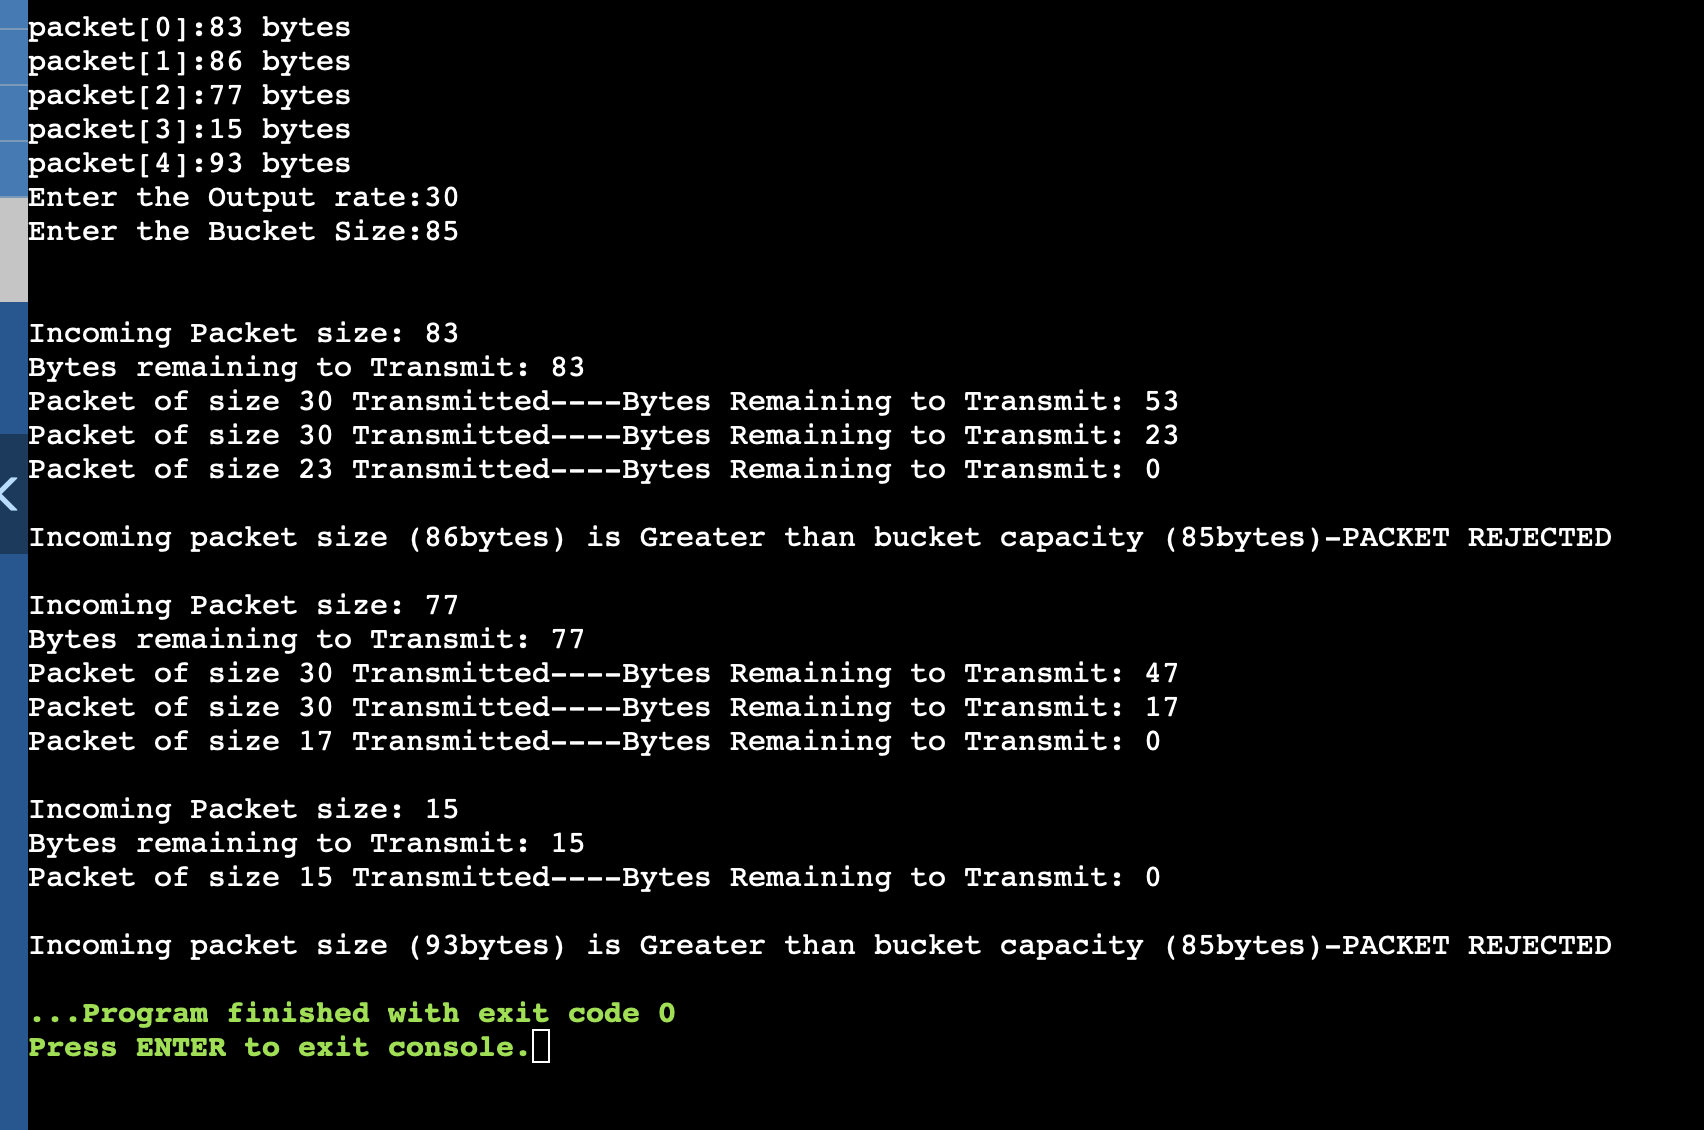 packet[0]:83 bytes
packet[1]:86 bytes
packet[2]:77 bytes
packet[3]:15 bytes
packet[4]:93 bytes
Enter the Output rate:30
Enter the Bucket Size:85
Incoming Packet size: 83
Bytes remaining to Transmit: 83
Packet of size 30 Transmitted----Bytes Remaining to Transmit: 53
Packet of size 30 Transmitted----Bytes Remaining to Transmit: 23
Packet of size 23 Transmitted----Bytes Remaining to Transmit: 0
Incoming packet size (86bytes) is Greater than bucket capacity (85bytes)-PACKET REJECTED
Incoming Packet size: 77
Bytes remaining to Transmit: 77
Packet of size 30 Transmitted----Bytes Remaining to Transmit: 47
Packet of size 30 Transmitted----Bytes Remaining to Transmit: 17
Packet of size 17 Transmitted----Bytes Remaining to Transmit: 0
Incoming Packet size: 15
Bytes remaining to Transmit: 15
Packet of size 15 Transmitted----Bytes Remaining to Transmit: 0
Incoming packet size (93bytes) is Greater than bucket capacity (85bytes)-PACKET REJECTED
...Program finished with exit code 0
Press ENTER to exit console.